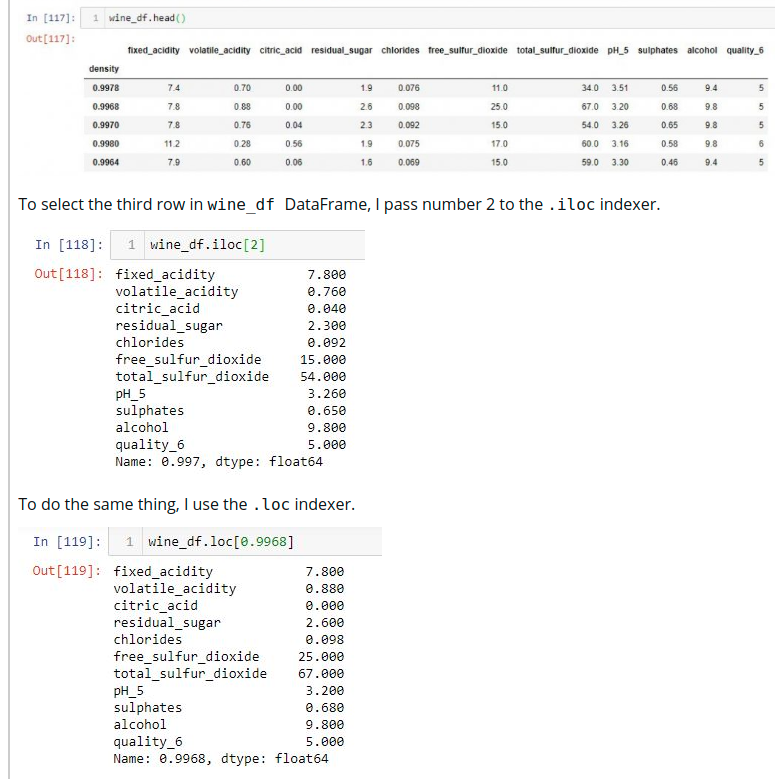 In [117]: 1 wine_df.head()
Out[117]:
fixed_acidity volatile_acidity citric_acid residual_sugar chlorides free_sulfur_dioxide total_sulfur_dioxide pH_5 sulphates alcohol quality_6
density
0.9978 7.4 0.70 0.00 1.9 0.076 11.0 34.0 3.51 0.56 9.4 5
0.9968 7.8 0.88 0.00 2.6 0.098 25.0 67.0 3.20 0.68 9.8 5
0.9970 7.8 0.76 0.04 2.3 0.092 15.0 54.0 3.26 0.65 9.8 5
0.9980 11.2 0.28 0.56 1.9 0.075 17.0 60.0 3.16 0.58 9.8 6
0.9964 7.9 0.60 0.06 1.6 0.069 15.0 59.0 3.30 0.46 9.4 5
To select the third row in wine_df DataFrame, I pass number 2 to the .iloc indexer.
In [118]: 1 wine_df.iloc[2]
Out[118]: fixed_acidity 7.800
volatile_acidity 0.760
citric_acid 0.040
residual_sugar 2.300
chlorides 0.092
free_sulfur_dioxide 15.000
total_sulfur_dioxide 54.000
pH_5 3.260
sulphates 0.650
alcohol 9.800
quality_6 5.000
Name: 0.997, dtype: float64
To do the same thing, I use the .loc indexer.
In [119]: 1 wine_df.loc[0.9968]
Out[119]: fixed_acidity 7.800
volatile_acidity 0.880
citric_acid 0.000
residual_sugar 2.600
chlorides 0.098
free_sulfur_dioxide 25.000
total_sulfur_dioxide 67.000
pH_5 3.200
sulphates 0.680
alcohol 9.800
quality_6 5.000
Name: 0.9968, dtype: float64